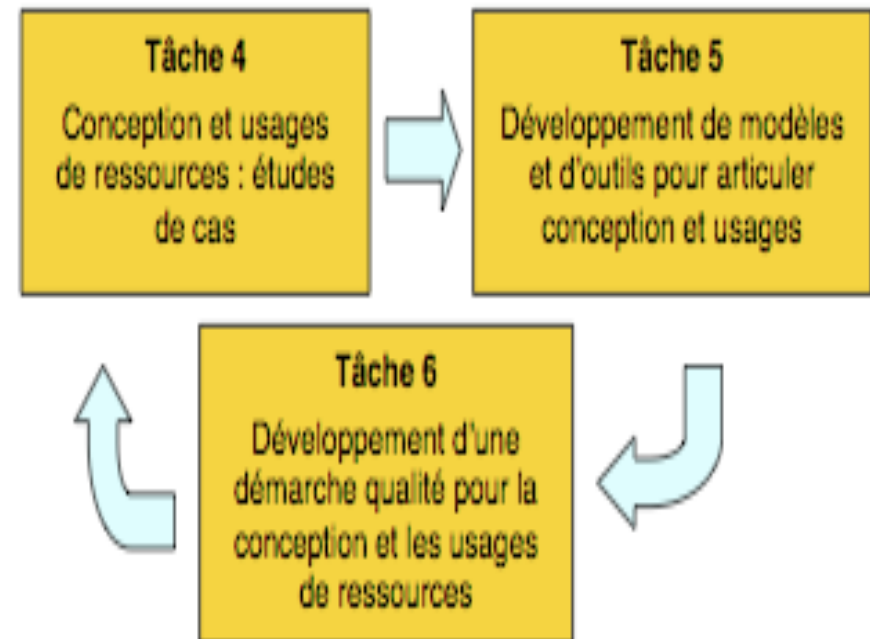 Tâche 4
Conception et usages
de ressources : études
de cas
Tâche 5
Développement de modèles
et d'outils pour articuler
conception et usages
Tâche 6
Développement d'une
démarche qualité pour la
conception et les usages
de ressources